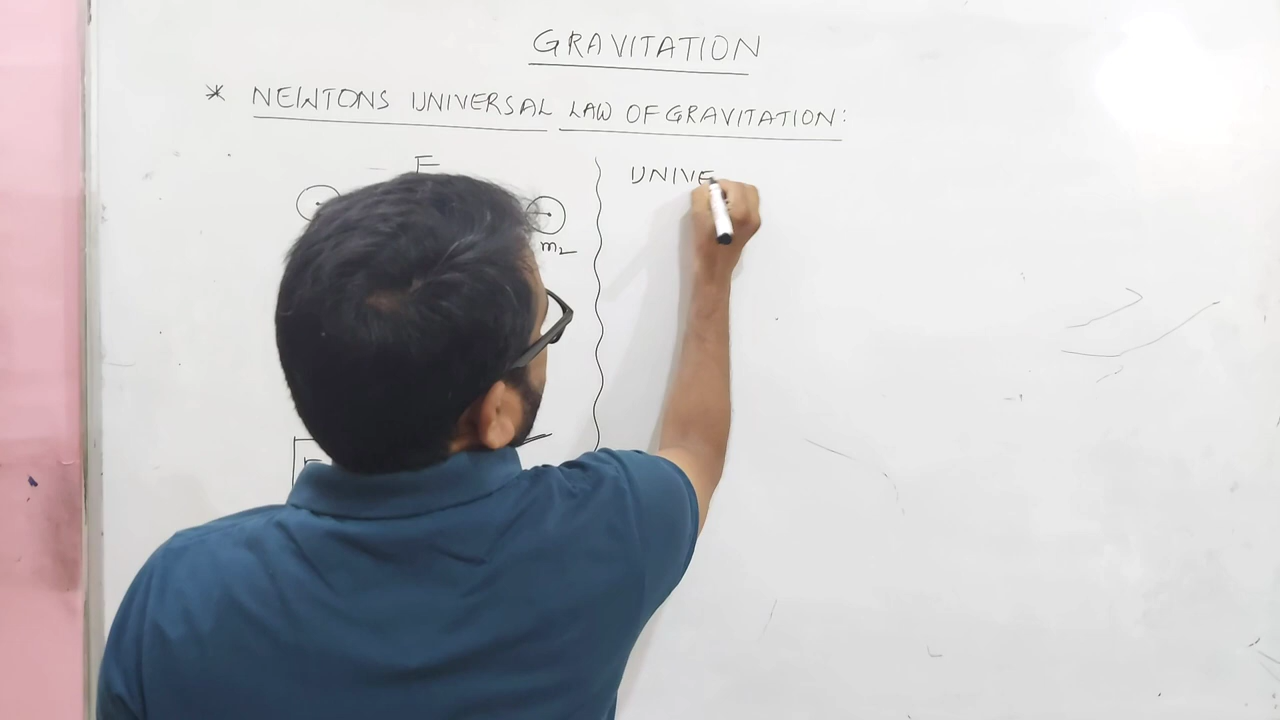 GRAVITATION
* NEWTONS UNIVERSAL LAW OF GRAVITATION:
F
m₂
UNIVE
F